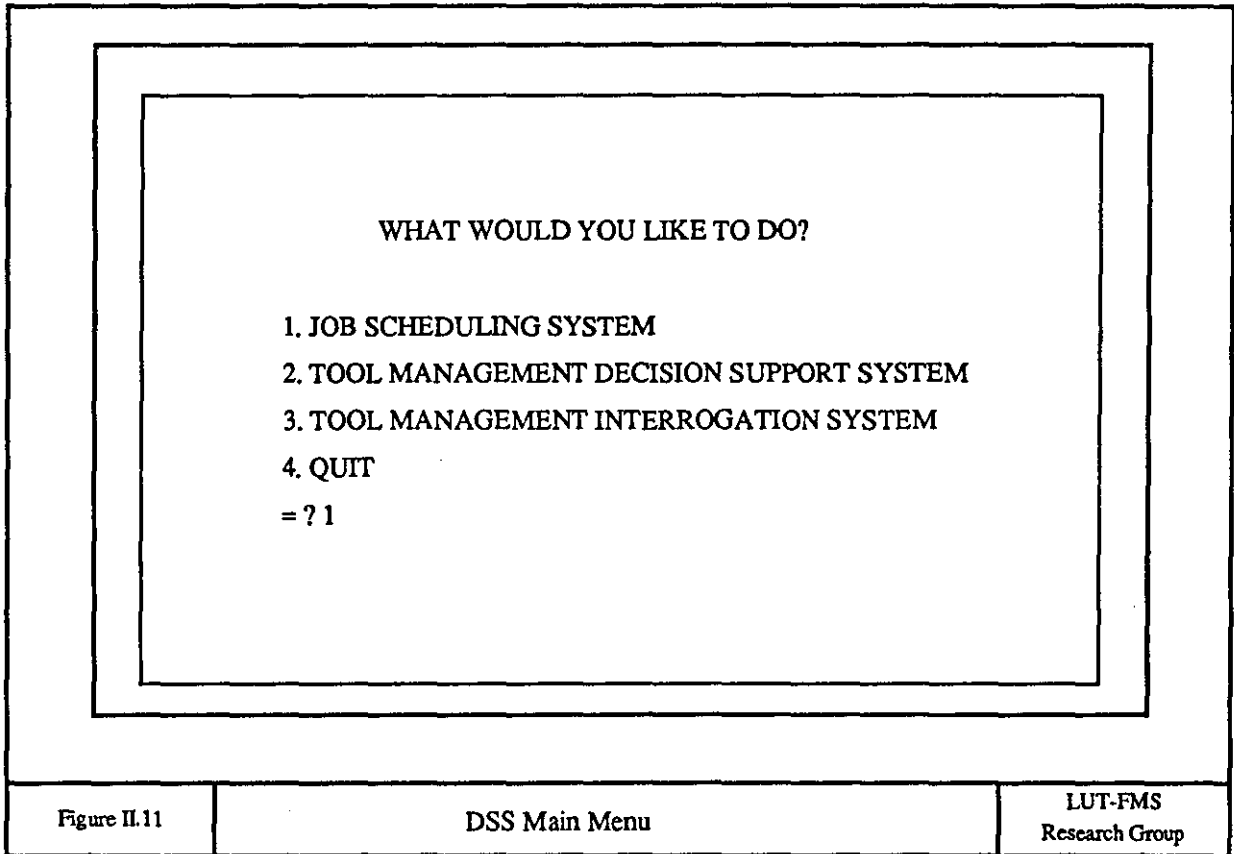 WHAT WOULD YOU LIKE TO DO?
1. JOB SCHEDULING SYSTEM
2. TOOL MANAGEMENT DECISION SUPPORT SYSTEM
3. TOOL MANAGEMENT INTERROGATION SYSTEM
4. QUIT
= ? 1
Figure II.11
DSS Main Menu
LUT-FMS
Research Group